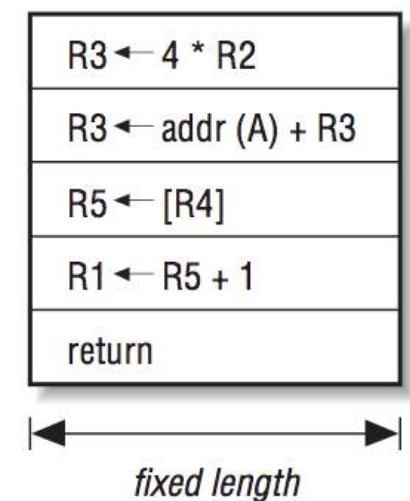 R3 ← 4 * R2
R3 ← addr (A) + R3
R5 ← [R4]
R1 ← R5 + 1
return
fixed length